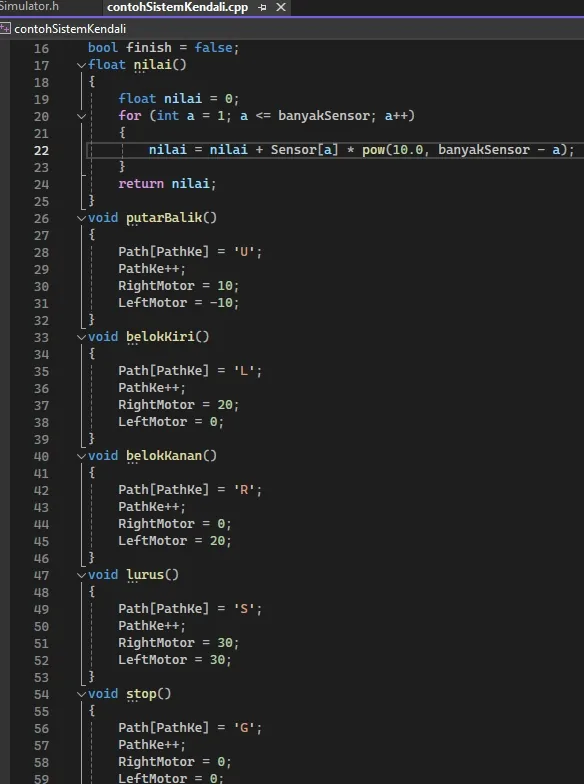 Simulator.h contohSistemKendali.cpp
contohSistemKendali
16 bool finish = false;
17 float nilai()
18 {
19 float nilai = 0;
20 for (int a = 1; a <= banyakSensor; a++)
21 {
22 nilai = nilai + Sensor[a] * pow(10.0, banyakSensor - a);
23 }
24 return nilai;
25 }
26 void putarBalik()
27 {
28 Path[PathKe] = 'U';
29 PathKe++;
30 RightMotor = 10;
31 LeftMotor = -10;
32 }
33 void belokKiri()
34 {
35 Path[PathKe] = 'L';
36 PathKe++;
37 RightMotor = 20;
38 LeftMotor = 0;
39 }
40 void belokKanan()
41 {
42 Path[PathKe] = 'R';
43 PathKe++;
44 RightMotor = 0;
45 LeftMotor = 20;
46 }
47 void lurus()
48 {
49 Path[PathKe] = 'S';
50 PathKe++;
51 RightMotor = 30;
52 LeftMotor = 30;
53 }
54 void stop()
55 {
56 Path[PathKe] = 'G';
57 PathKe++;
58 RightMotor = 0;
59 LeftMotor = 0;